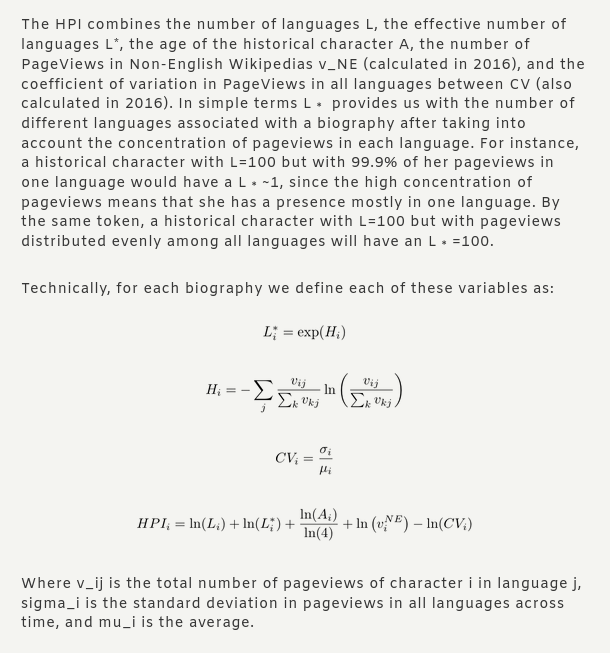 The HPI combines the number of languages L, the effective number of
languages L*, the age of the historical character A, the number of
PageViews in Non-English Wikipedias v_NE (calculated in 2016), and the
coefficient of variation in PageViews in all languages between CV (also
calculated in 2016). In simple terms L * provides us with the number of
different languages associated with a biography after taking into
account the concentration of pageviews in each language. For instance,
a historical character with L=100 but with 99.9% of her pageviews in
one language would have a L * ~1, since the high concentration of
pageviews means that she has a presence mostly in one language. By
the same token, a historical character with L=100 but with pageviews
distributed evenly among all languages will have an L * =100.
Technically, for each biography we define each of these variables as:
L_i^* = exp(H_i)
H_i = -∑_j \frac{v_{ij}}{∑_k v_{kj}} ln(\frac{v_{ij}}{∑_k v_{kj}})
CV_i = \frac{σ_i}{μ_i}
HPI_i = ln(L_i) + ln(L_i^*) + \frac{ln(A_i)}{ln(4)} + ln(v_i^{NE}) − ln(CV_i)
Where v_ij is the total number of pageviews of character i in language j,
sigma_i is the standard deviation in pageviews in all languages across
time, and mu_i is the average.